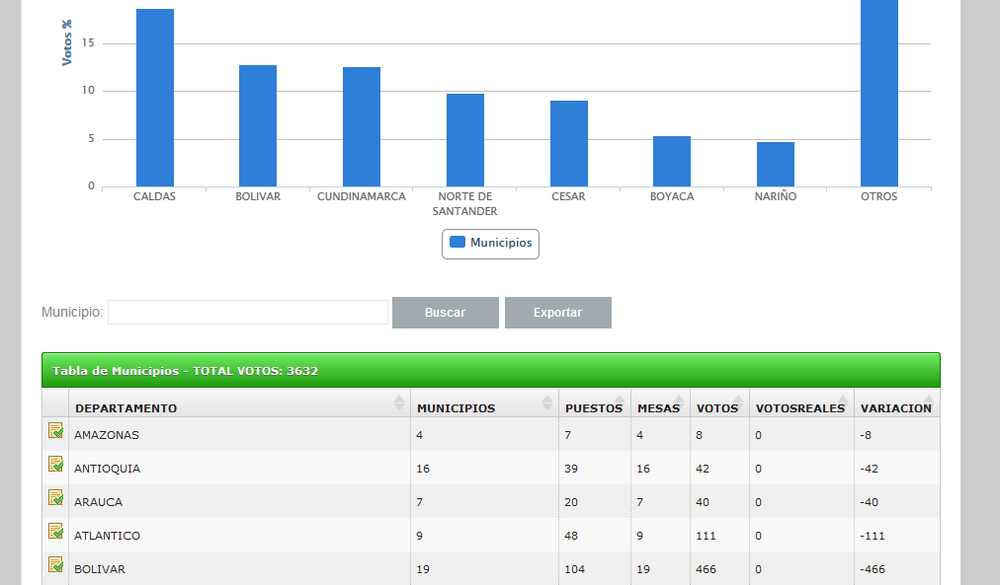 Votos %
15
10
5
0
CALDAS BOLIVAR CUNDINAMARCA NORTE DE SANTANDER CESAR BOYACA NARIÑO OTROS
Municipios
Municipio: Buscar Exportar
Tabla de Municipios - TOTAL VOTOS: 3632
DEPARTAMENTO MUNICIPIOS PUESTOS MESAS VOTOS VOTOSREALES VARIACION
AMAZONAS 4 7 4 8 0 -8
ANTIOQUIA 16 39 16 42 0 -42
ARAUCA 7 20 7 40 0 -40
ATLANTICO 9 48 9 111 0 -111
BOLIVAR 19 104 19 466 0 -466